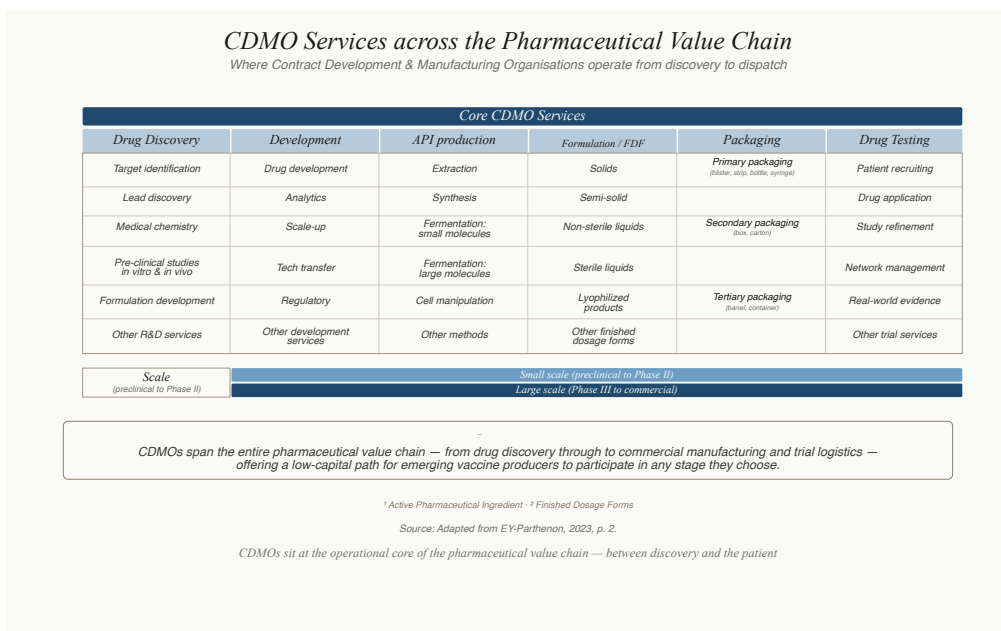 CDMO Services across the Pharmaceutical Value Chain
Where Contract Development & Manufacturing Organisations operate from discovery to dispatch
Core CDMO Services
Drug Discovery Development API production Formulation / FDF Packaging Drug Testing
Target identification Drug development Extraction Solids Primary packaging Patient recruiting
(blister, strip, bottle, syringe)
Lead discovery Analytics Synthesis Semi-solid Drug application
Medical chemistry Scale-up Fermentation: Non-sterile liquids Secondary packaging Study refinement
small molecules (box, carton)
Pre-clinical studies Tech transfer Fermentation: Sterile liquids Network management
in vitro & in vivo large molecules
Formulation development Regulatory Cell manipulation Lyophilized Tertiary packaging Real-world evidence
products (barrel, container)
Other R&D services Other development Other methods Other finished Other trial services
services dosage forms
Scale Small scale (preclinical to Phase II)
(preclinical to Phase II) Large scale (Phase III to commercial)
–
CDMOs span the entire pharmaceutical value chain — from drug discovery through to commercial manufacturing and trial logistics —
offering a low-capital path for emerging vaccine producers to participate in any stage they choose.
¹ Active Pharmaceutical Ingredient · ² Finished Dosage Forms
Source: Adapted from EY-Parthenon, 2023, p. 2.
CDMOs sit at the operational core of the pharmaceutical value chain — between discovery and the patient